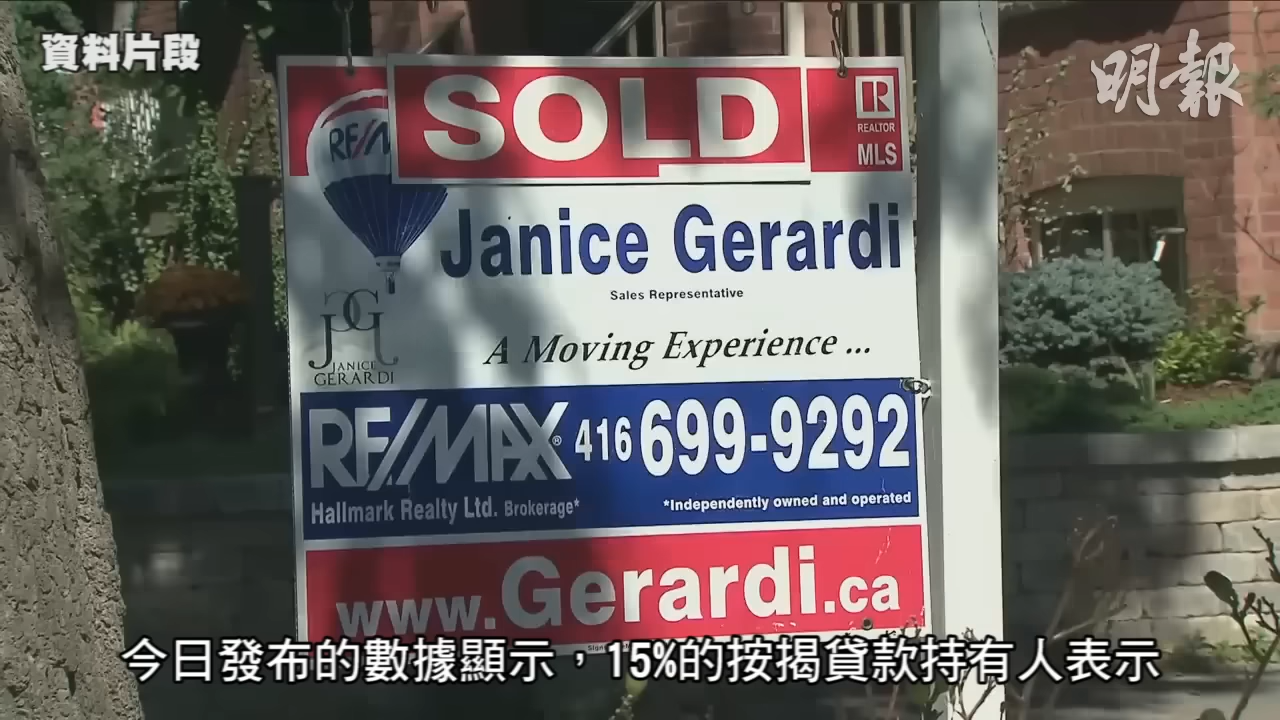 資料片段
明報
SOLD
RE/M
REALTOR
MLS
Janice Gerardi
Sales Representative
JG
JANICE
GERARDI
A Moving Experience ...
RE/MAX® 416 699-9292
Hallmark Realty Ltd. Brokerage*
*Independently owned and operated
www.Gerardi.ca
今日發布的數據顯示，15%的按揭貸款持有人表示